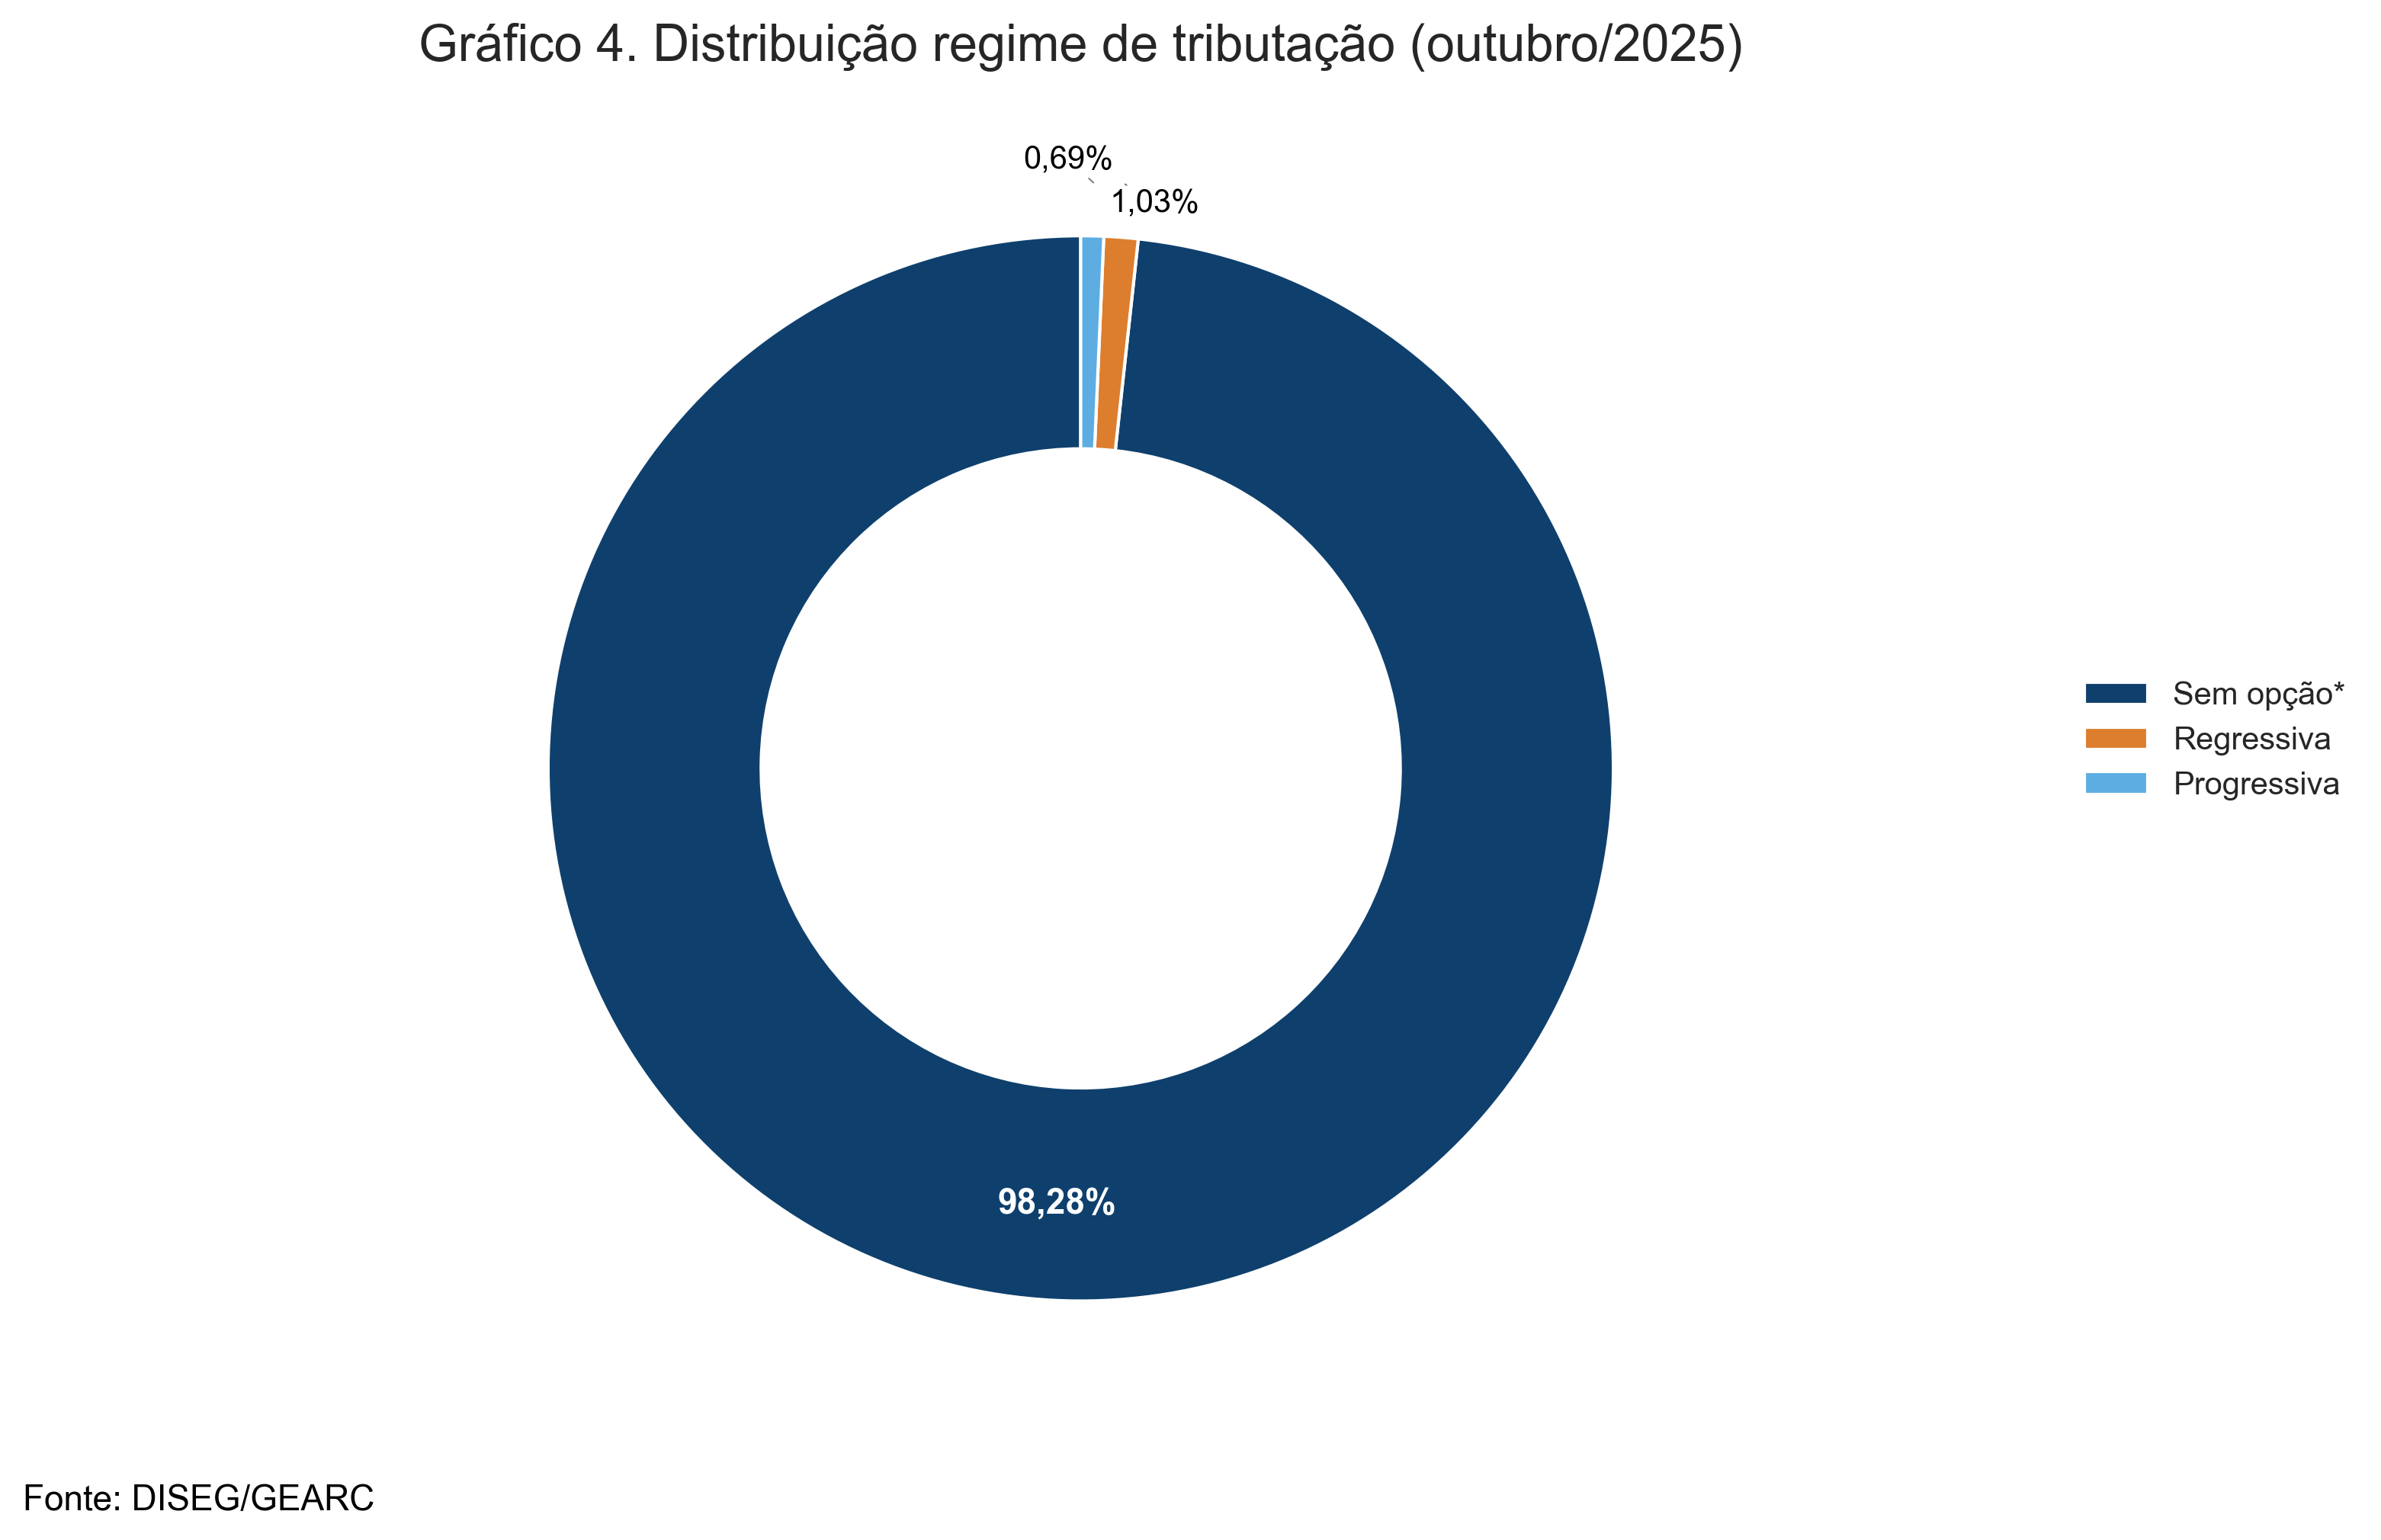 Gráfico 4. Distribuição regime de tributação (outubro/2025)
0,69%
1,03%
Sem opção*
Regressiva
Progressiva
98,28%
Fonte: DISEG/GEARC